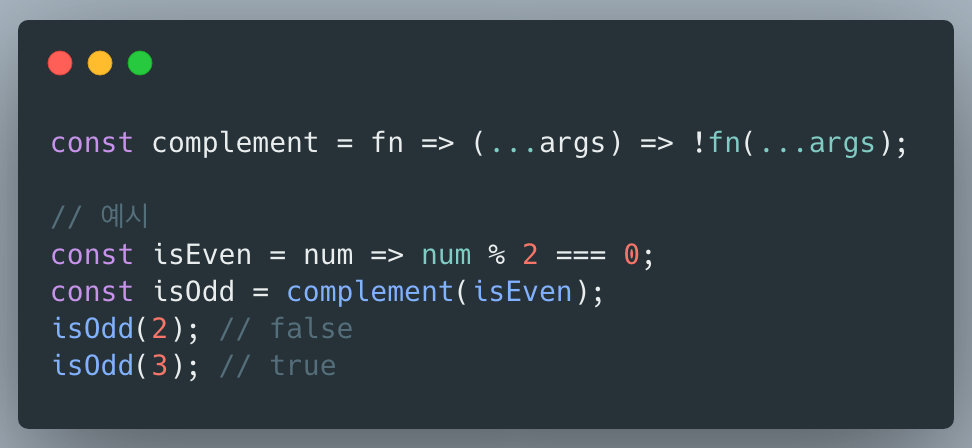 const complement = fn => (...args) => !fn(...args);
// 예시
const isEven = num => num % 2 === 0;
const isOdd = complement(isEven);
isOdd(2); // false
isOdd(3); // true